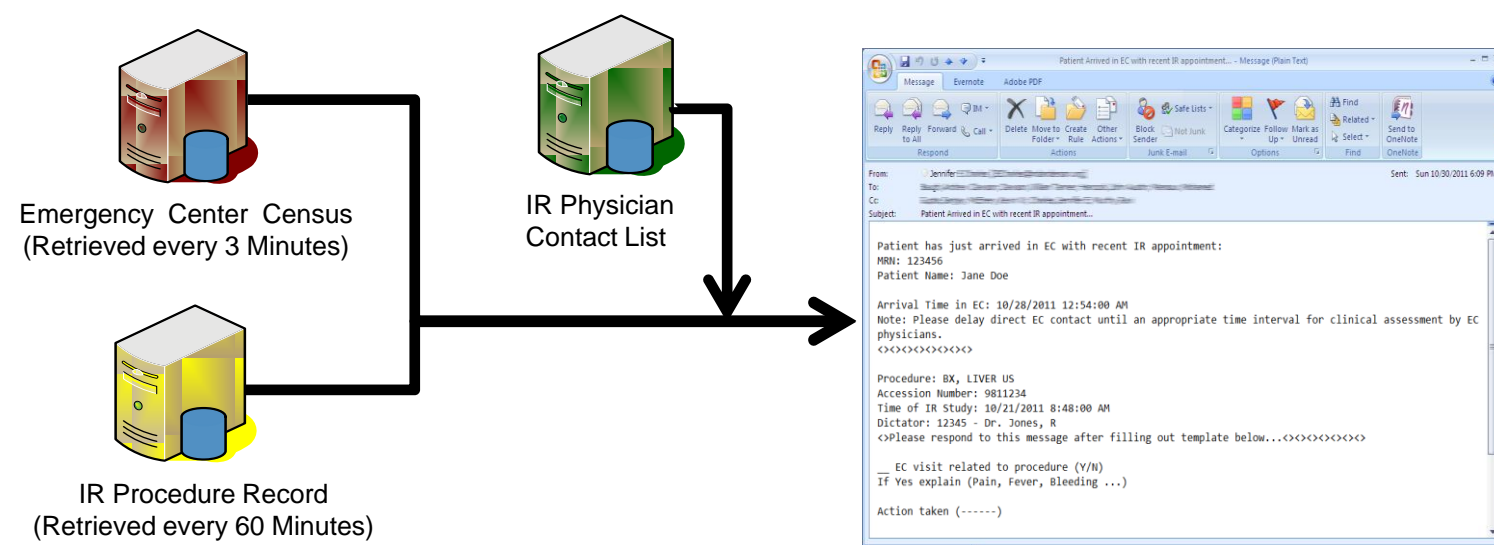 Emergency Center Census
(Retrieved every 3 Minutes)
IR Procedure Record
(Retrieved every 60 Minutes)
IR Physician
Contact List
Patient Arrived in EC with recent IR appointment... - Message (Plain Text)
Message Evernote Adobe PDF
Reply
Reply to All
Forward
IM
Call
Respond
Delete
Move to Folder
Create Rule
Other Actions
Actions
Block Sender
Safe Lists
Not Junk
Junk E-mail
Categorize
Follow Up
Mark as Unread
Options
Find
Related
Select
Find
Send to OneNote
OneNote
From: Jennifer
Sent: Sun 10/30/2011 6:09 PM
To:
Cc:
Subject: Patient Arrived in EC with recent IR appointment...
Patient has just arrived in EC with recent IR appointment:
MRN: 123456
Patient Name: Jane Doe
Arrival Time in EC: 10/28/2011 12:54:00 AM
Note: Please delay direct EC contact until an appropriate time interval for clinical assessment by EC
physicians.
<><><><><><><><>
Procedure: BX, LIVER US
Accession Number: 9811234
Time of IR Study: 10/21/2011 8:48:00 AM
Dictator: 12345 - Dr. Jones, R
<>Please respond to this message after filling out template below...<><><><><><><>
__ EC visit related to procedure (Y/N)
If Yes explain (Pain, Fever, Bleeding ...)
Action taken (------)